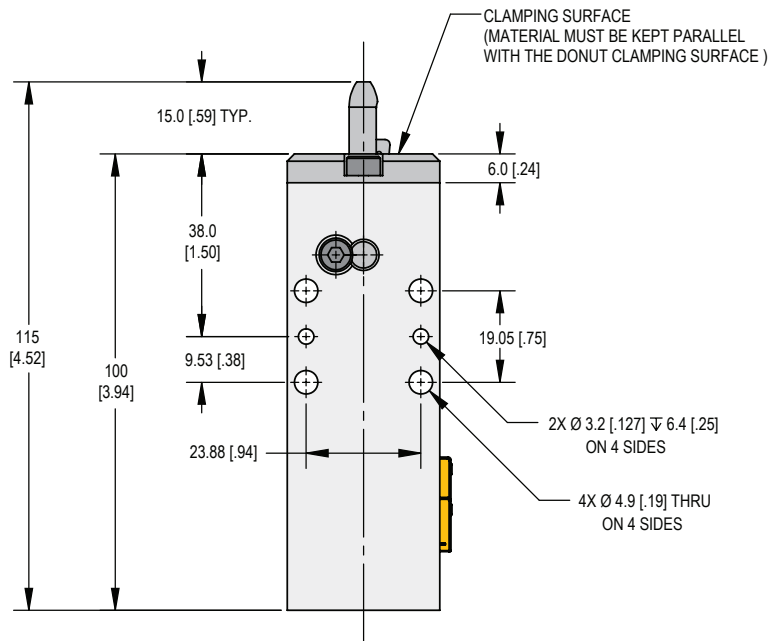 CLAMPING SURFACE
(MATERIAL MUST BE KEPT PARALLEL
WITH THE DONUT CLAMPING SURFACE )
15.0 [.59] TYP.
6.0 [.24]
38.0
[1.50]
115
[4.52]
100
[3.94]
9.53 [.38]
19.05 [.75]
23.88 [.94]
2X Ø 3.2 [.127] ↧ 6.4 [.25]
ON 4 SIDES
4X Ø 4.9 [.19] THRU
ON 4 SIDES